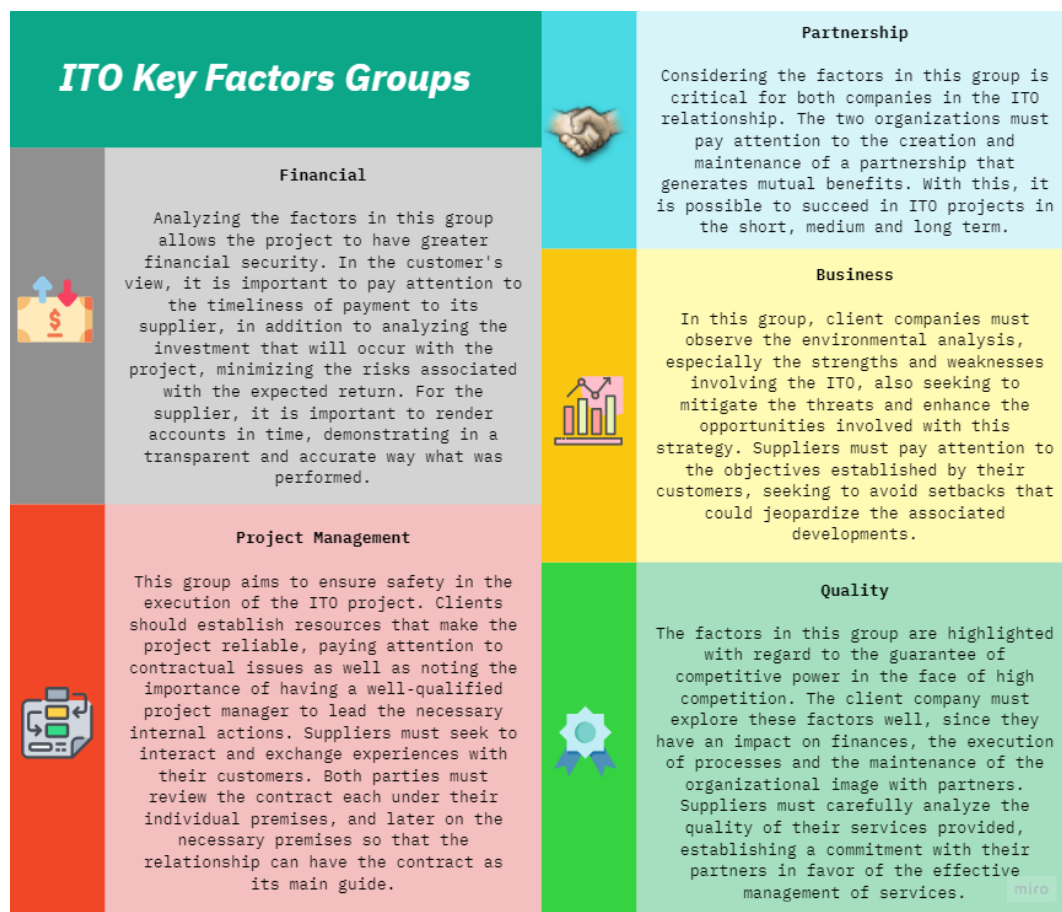 ITO Key Factors Groups
Financial
Analyzing the factors in this group
allows the project to have greater
financial security. In the customer's
view, it is important to pay attention to
the timeliness of payment to its
supplier, in addition to analyzing the
investment that will occur with the
project, minimizing the risks associated
with the expected return. For the
supplier, it is important to render
accounts in time, demonstrating in a
transparent and accurate way what was
performed.
Project Management
This group aims to ensure safety in the
execution of the ITO project. Clients
should establish resources that make the
project reliable, paying attention to
contractual issues as well as noting the
importance of having a well-qualified
project manager to lead the necessary
internal actions. Suppliers must seek to
interact and exchange experiences with
their customers. Both parties must
review the contract each under their
individual premises, and later on the
necessary premises so that the
relationship can have the contract as
its main guide.
Partnership
Considering the factors in this group is
critical for both companies in the ITO
relationship. The two organizations must
pay attention to the creation and
maintenance of a partnership that
generates mutual benefits. With this, it
is possible to succeed in ITO projects in
the short, medium and long term.
Business
In this group, client companies must
observe the environmental analysis,
especially the strengths and weaknesses
involving the ITO, also seeking to
mitigate the threats and enhance the
opportunities involved with this
strategy. Suppliers must pay attention to
the objectives established by their
customers, seeking to avoid setbacks that
could jeopardize the associated
developments.
Quality
The factors in this group are highlighted
with regard to the guarantee of
competitive power in the face of high
competition. The client company must
explore these factors well, since they
have an impact on finances, the execution
of processes and the maintenance of the
organizational image with partners.
Suppliers must carefully analyze the
quality of their services provided,
establishing a commitment with their
partners in favor of the effective
management of services.
miro